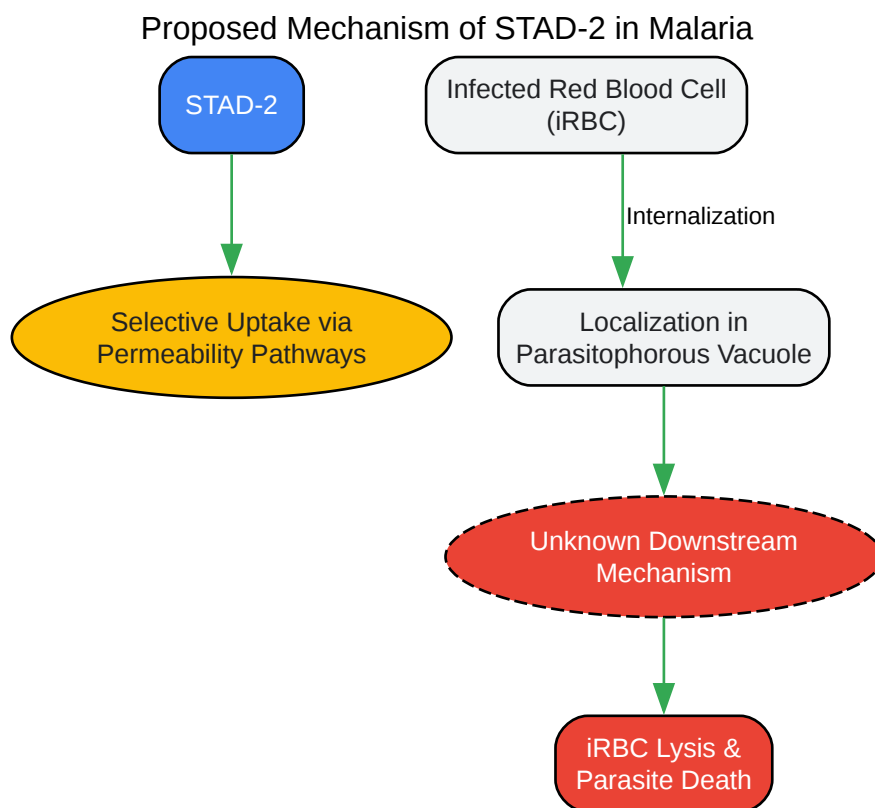 Proposed Mechanism of STAD-2 in Malaria
STAD-2
Infected Red Blood Cell
(iRBC)
Internalization
Selective Uptake via
Permeability Pathways
Localization in
Parasitophorous Vacuole
Unknown Downstream
Mechanism
iRBC Lysis &
Parasite Death